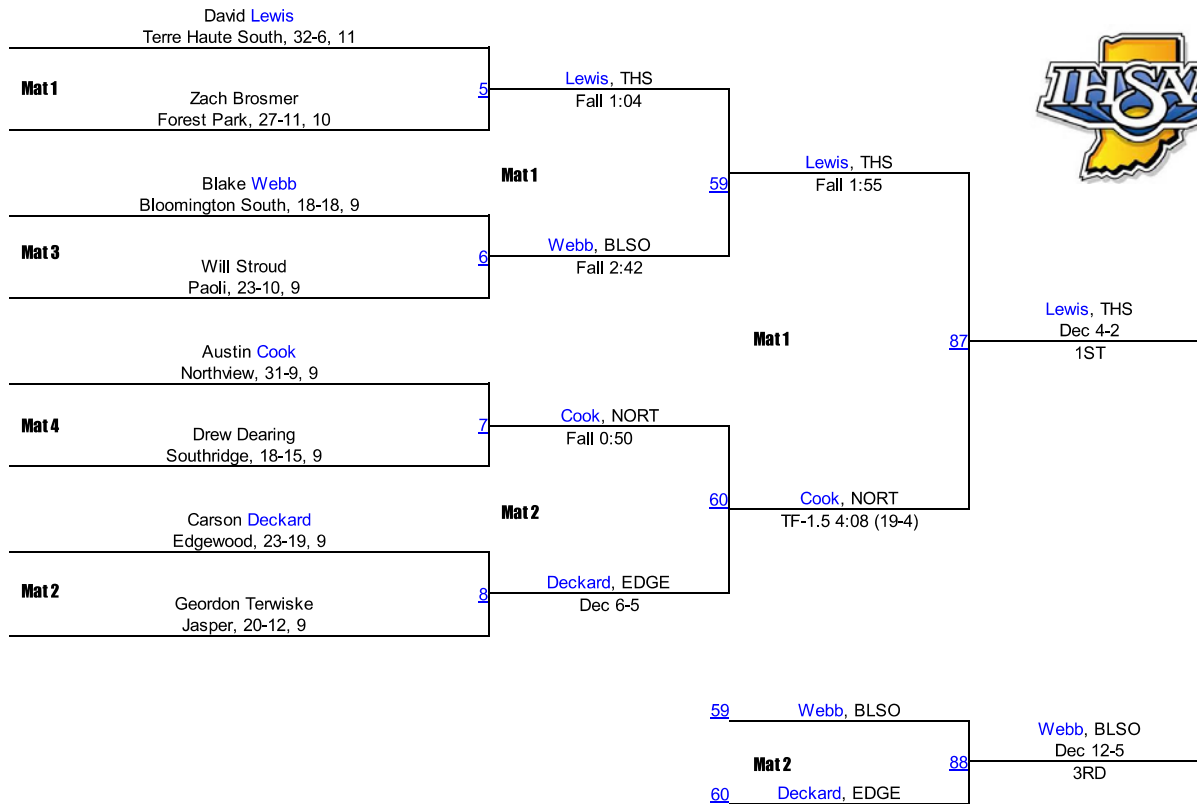 David Lewis
Terre Haute South, 32-6, 11
Mat 1
Zach Brosmer
Forest Park, 27-11, 10
5
Lewis, THS
Fall 1:04
Blake Webb
Bloomington South, 18-18, 9
Mat 3
Will Stroud
Paoli, 23-10, 9
6
Webb, BLSO
Fall 2:42
Mat 1
59
Lewis, THS
Fall 1:55
Austin Cook
Northview, 31-9, 9
Mat 4
Drew Dearing
Southridge, 18-15, 9
7
Cook, NORT
Fall 0:50
Carson Deckard
Edgewood, 23-19, 9
Mat 2
Geordon Terwiske
Jasper, 20-12, 9
8
Deckard, EDGE
Dec 6-5
Mat 2
60
Cook, NORT
TF-1.5 4:08 (19-4)
Mat 1
87
Lewis, THS
Dec 4-2
1ST
IHSAA
59
Webb, BLSO
Mat 2
60
Deckard, EDGE
88
Webb, BLSO
Dec 12-5
3RD